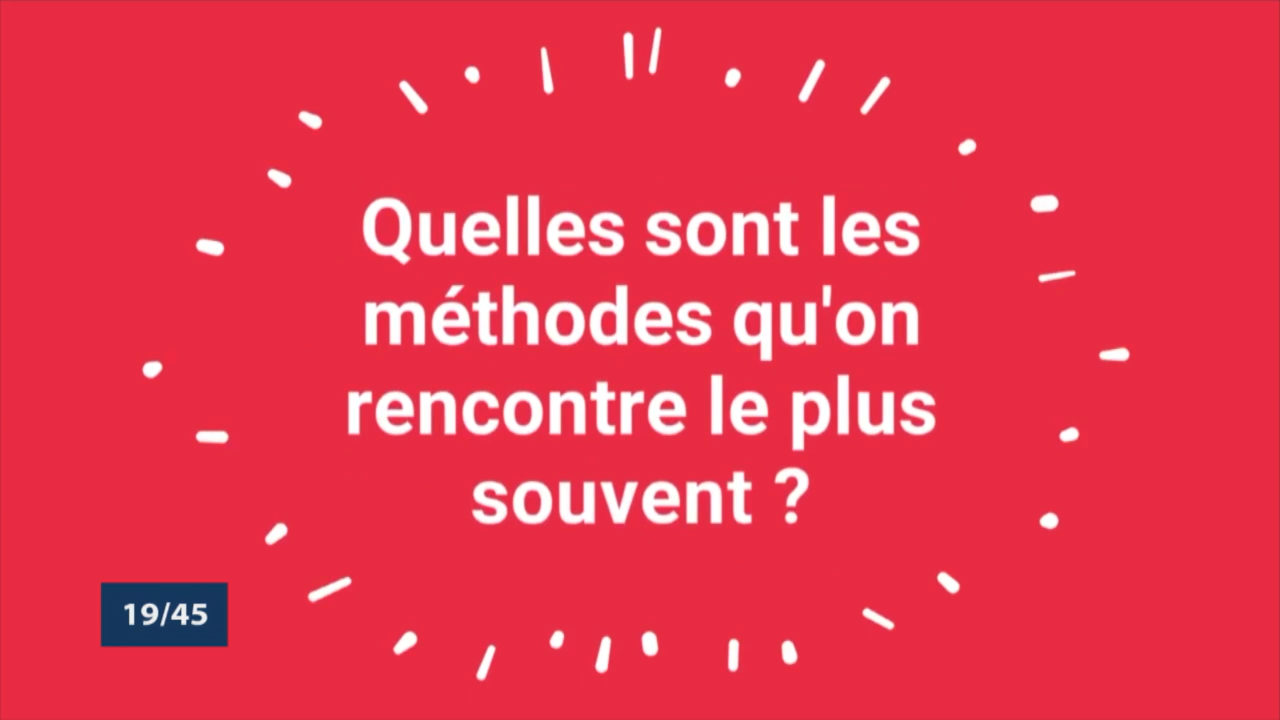 Quelles sont les
méthodes qu'on
rencontre le plus
souvent ?
19/45